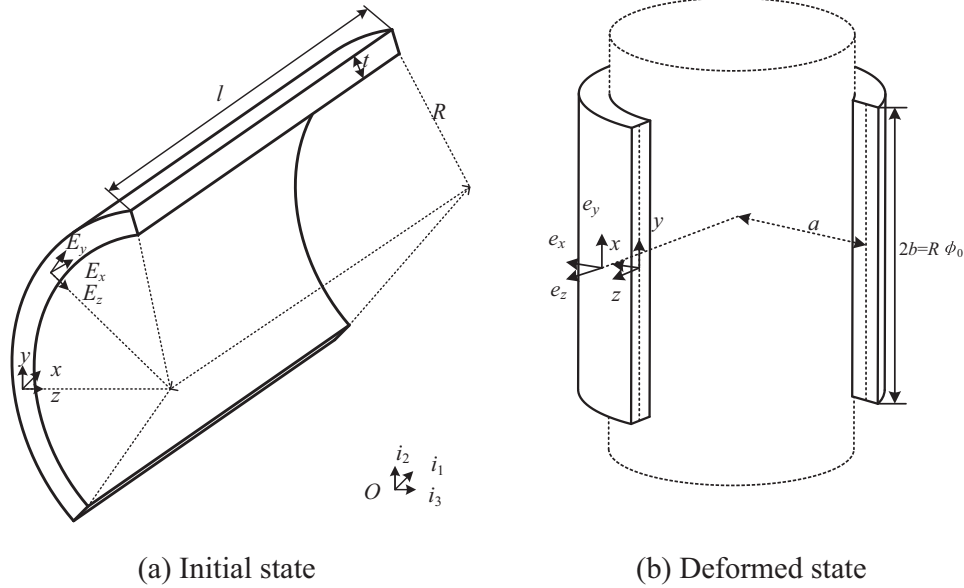 l
t
R
E_y
E_x
E_z
y
x
z
i_2
i_1
O
i_3
(a) Initial state
e_y
y
e_x
x
a
2b=R ϕ_0
e_z
z
(b) Deformed state